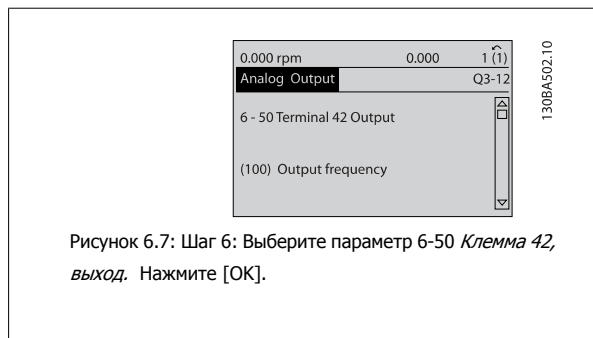 0.000 rpm 0.000 1 (1)
Analog Output Q3-12
6 - 50 Terminal 42 Output
(100) Output frequency
130BA502.10
Рисунок 6.7: Шаг 6: Выберите параметр 6-50 Клемма 42,
выход. Нажмите [OK].